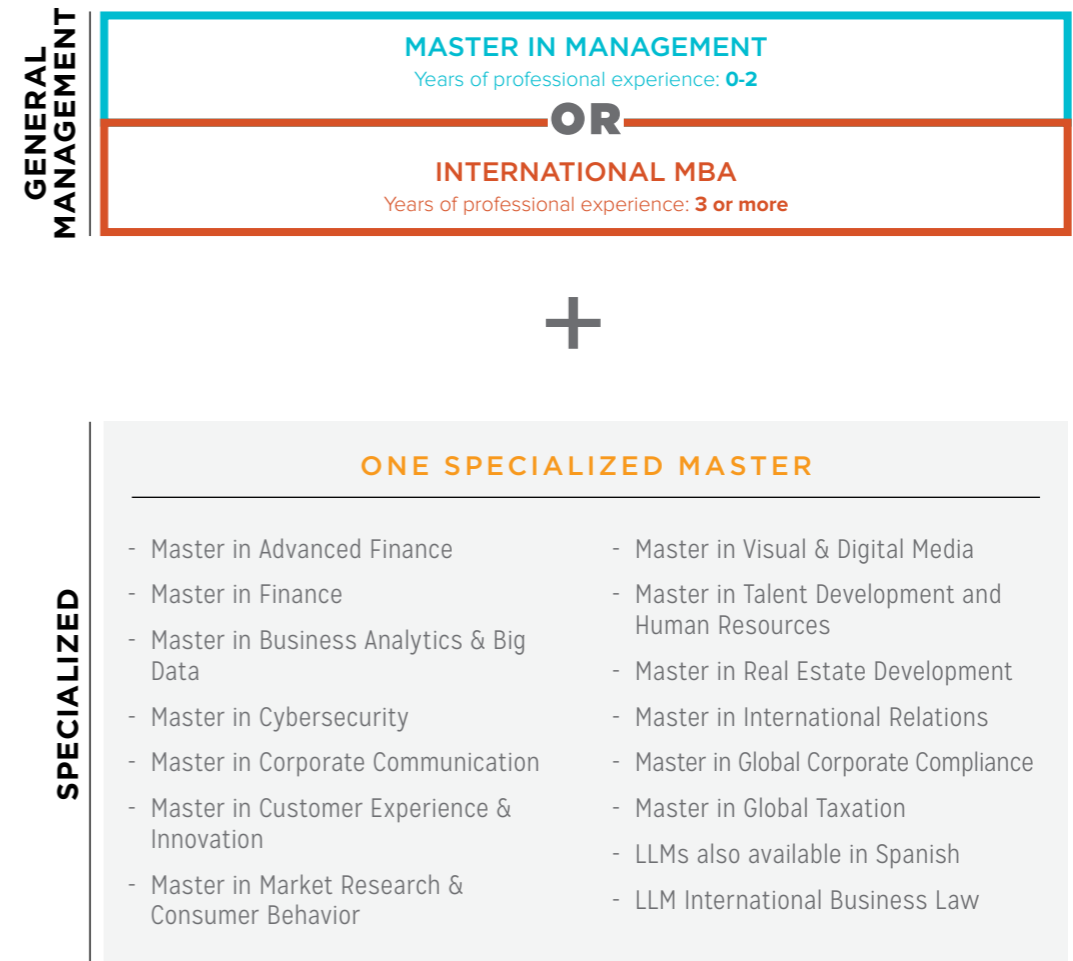 GENERAL
MANAGEMENT
MASTER IN MANAGEMENT
Years of professional experience: 0-2
OR
INTERNATIONAL MBA
Years of professional experience: 3 or more
+
SPECIALIZED
ONE SPECIALIZED MASTER
- Master in Advanced Finance
- Master in Finance
- Master in Business Analytics & Big
Data
- Master in Cybersecurity
- Master in Corporate Communication
- Master in Customer Experience &
Innovation
- Master in Market Research &
Consumer Behavior
- Master in Visual & Digital Media
- Master in Talent Development and
Human Resources
- Master in Real Estate Development
- Master in International Relations
- Master in Global Corporate Compliance
- Master in Global Taxation
- LLMs also available in Spanish
- LLM International Business Law